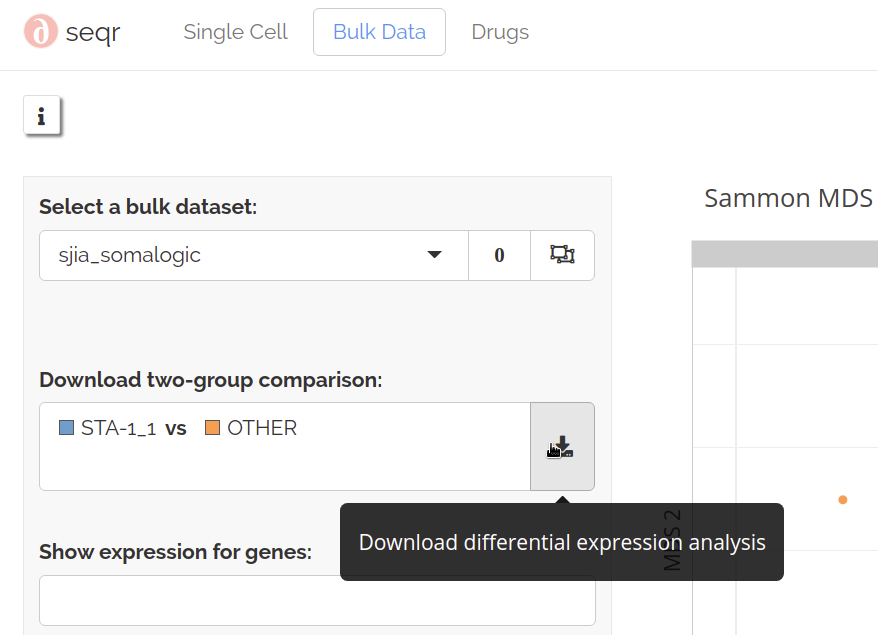 seqr Single Cell Bulk Data Drugs
i
Select a bulk dataset:
sjia_somalogic 0
Sammon MDS
Download two-group comparison:
STA-1_1 vs OTHER
Download differential expression analysis
MDS 2
Show expression for genes: